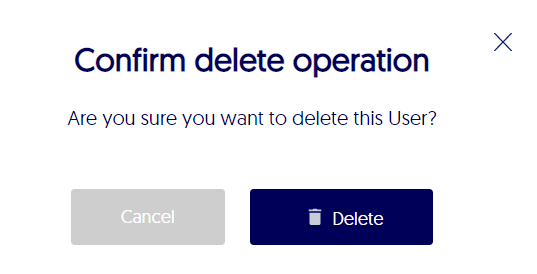 Confirm delete operation
Are you sure you want to delete this User?
Cancel
Delete